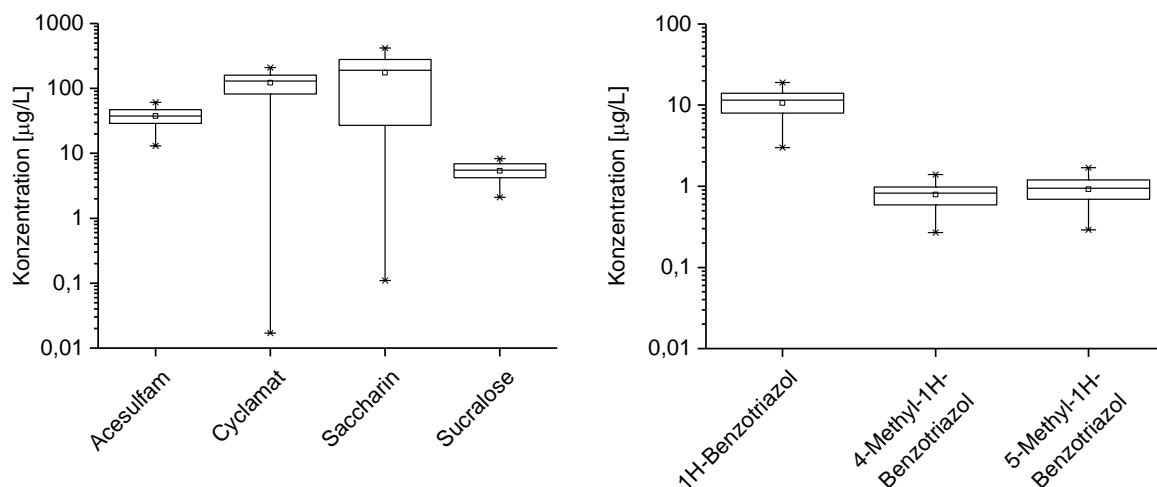 Konzentration [µg/L]
1000
100
10
1
0,1
0,01
Acesulfam
Cyclamat
Saccharin
Sucralose
Konzentration [µg/L]
100
10
1
0,1
0,01
1H-Benzotriazol
4-Methyl-1H-
Benzotriazol
5-Methyl-1H-
Benzotriazol